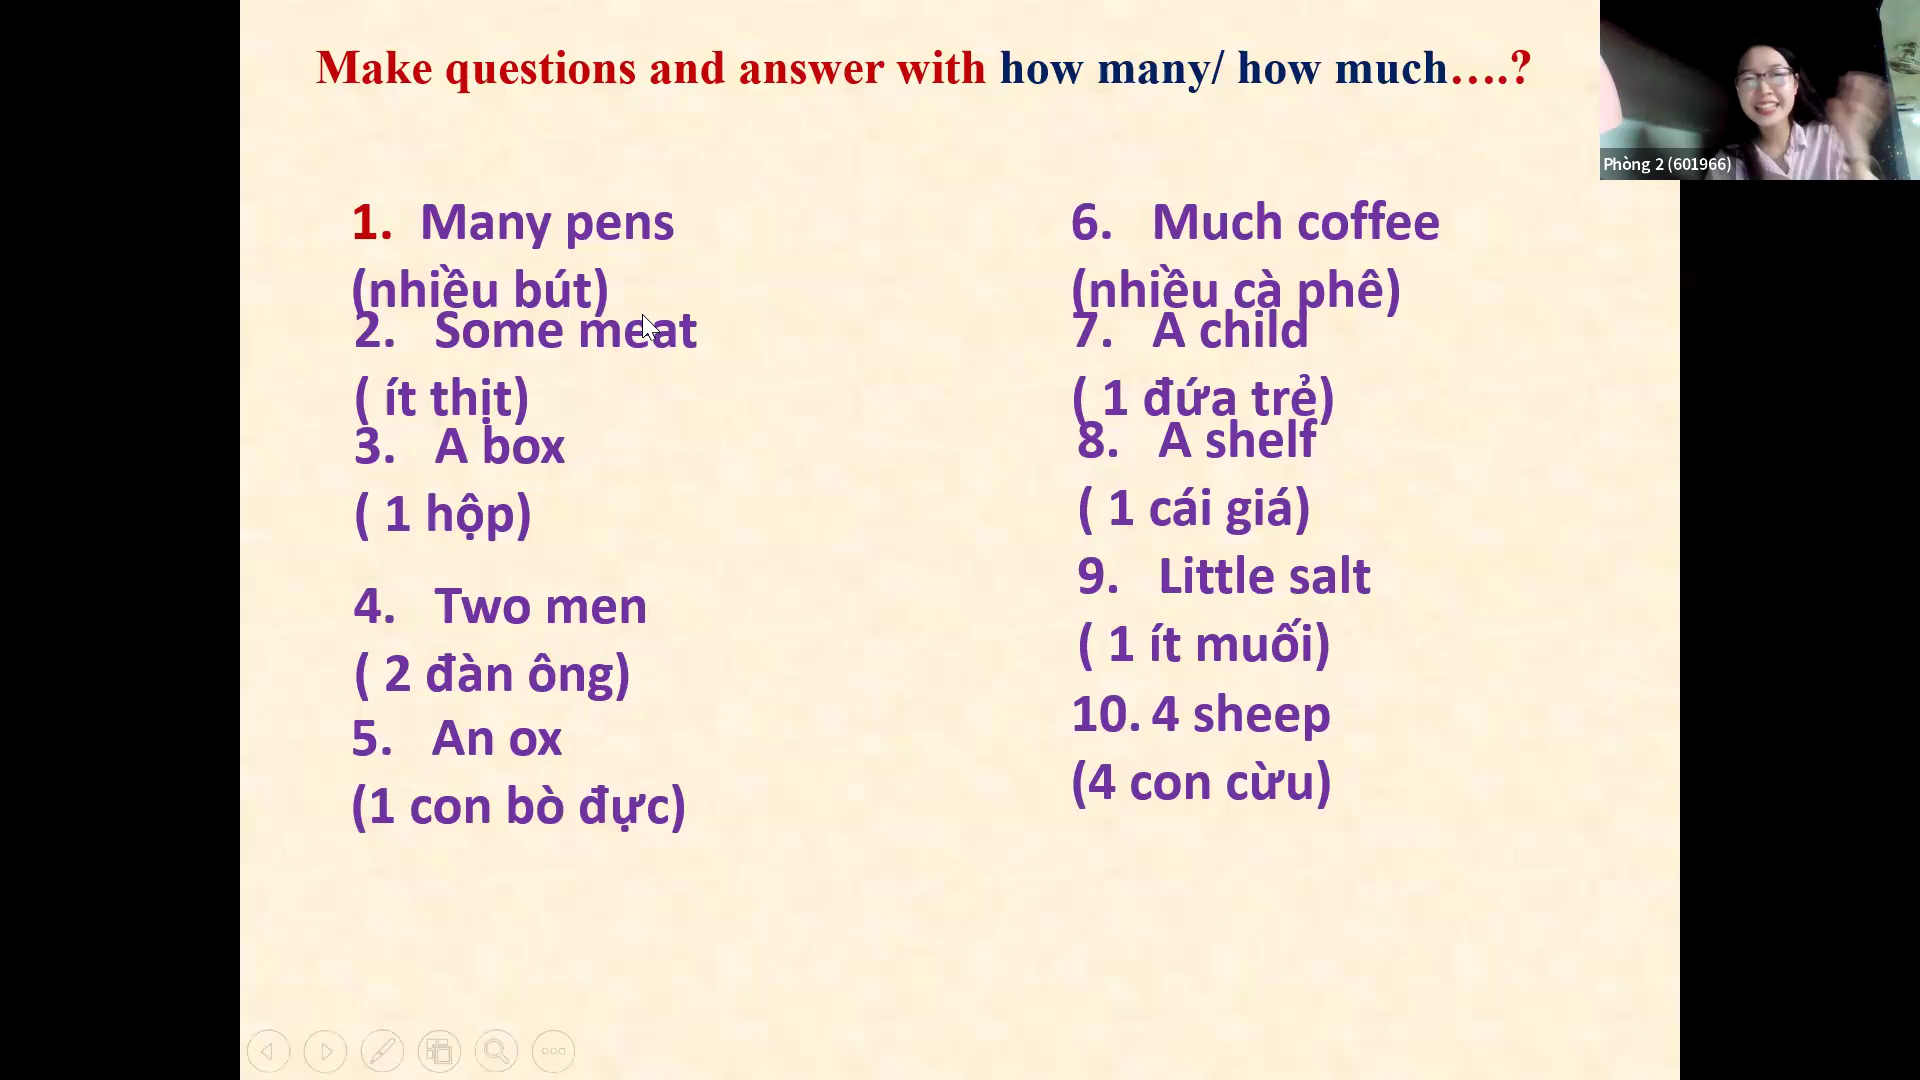 Make questions and answer with how many/ how much….?
Phòng 2 (601966)
1. Many pens
(nhiều bút)
2. Some meat
( ít thịt)
3. A box
( 1 hộp)
4. Two men
( 2 đàn ông)
5. An ox
(1 con bò đực)
6. Much coffee
(nhiều cà phê)
7. A child
( 1 đứa trẻ)
8. A shelf
( 1 cái giá)
9. Little salt
( 1 ít muối)
10. 4 sheep
(4 con cừu)